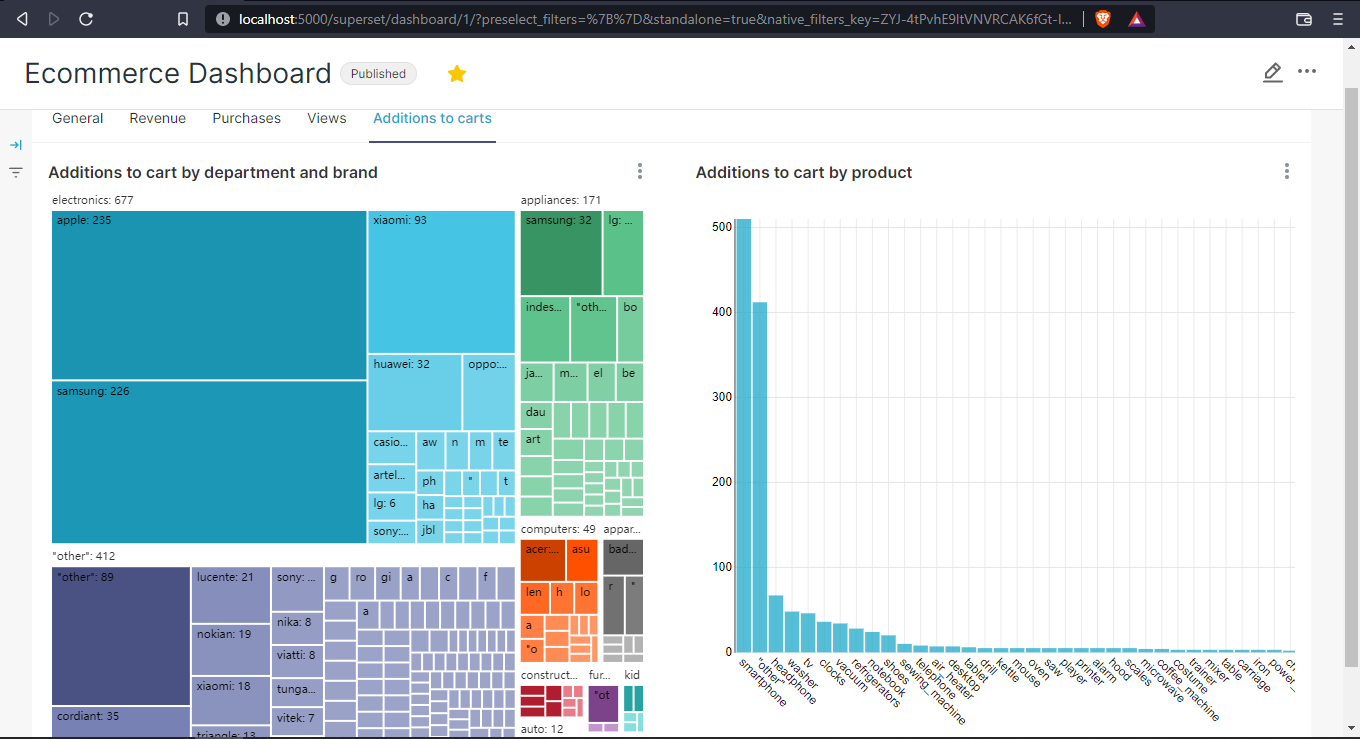 localhost:5000/superset/dashboard/1/?preselect_filters=%7B%7D&standalone=true&native_filters_key=ZYJ-4tPvhE9ItVNVRCAK6fGt-I...
Ecommerce Dashboard Published
General Revenue Purchases Views Additions to carts
Additions to cart by department and brand
electronics: 677
apple: 235
xiaomi: 93
samsung: 226
huawei: 32
oppo:...
casio...
aw
n
m
te
artel...
ph
"
t
lg: 6
ha
sony:...
jbl
appliances: 171
samsung: 32
lg: ...
indes...
"oth...
bo
ja...
m...
el
be
dau
art
"other": 412
"other": 89
lucente: 21
sony: ...
g
ro
gi
a
c
f
a
nokian: 19
nika: 8
viatti: 8
xiaomi: 18
tunga...
cordiant: 35
vitek: 7
triangle: 13
computers: 49
acer:...
asu
len
h
lo
a
"o
appar...
bad...
r
"
construct...
fur...
"ot
kid
auto: 12
Additions to cart by product
500
400
300
200
100
0
smartphone
"other"
headphone
washer
tv
clocks
vacuum
refrigerators
notebook
shoes
sewing_machine
telephone
air_heater
desktop
tablet
drill
kettle
mouse
oven
saw
player
printer
alarm
hood
scales
microwave
coffee_machine
costume
trainer
mixer
table
carriage
iron
power_